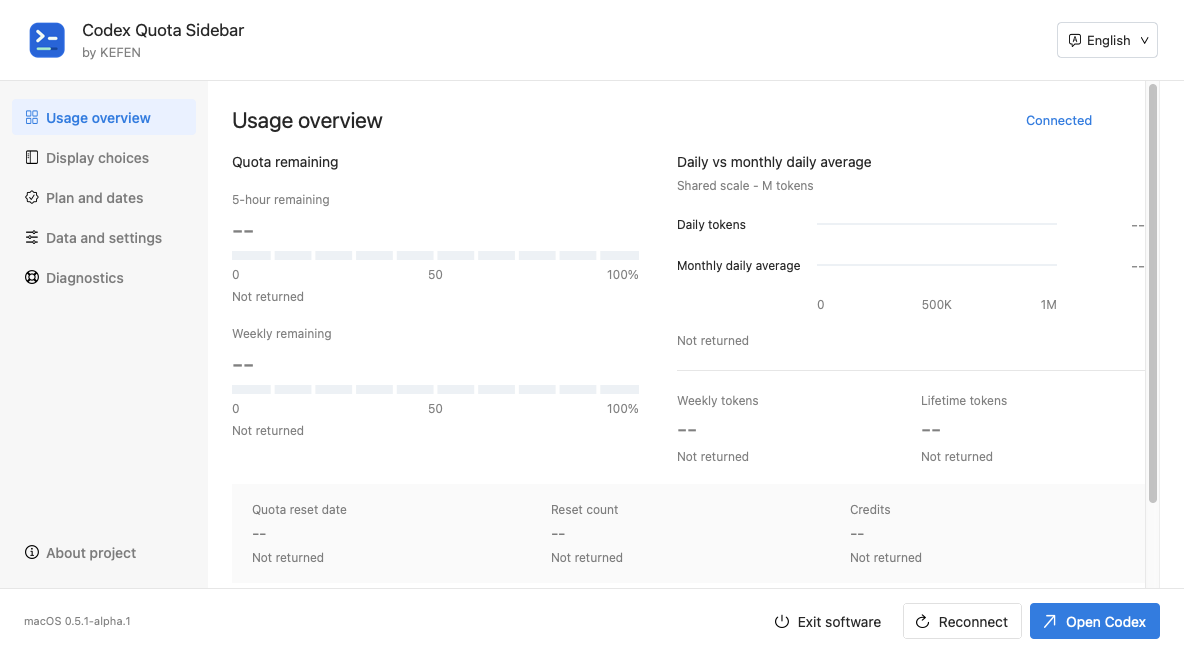 Codex Quota Sidebar
by KEFEN
English
Usage overview
Display choices
Plan and dates
Data and settings
Diagnostics
About project
Usage overview
Connected
Quota remaining
5-hour remaining
--
0 50 100%
Not returned
Weekly remaining
--
0 50 100%
Not returned
Daily vs monthly daily average
Shared scale - M tokens
Daily tokens --
Monthly daily average --
0 500K 1M
Not returned
Weekly tokens
--
Not returned
Lifetime tokens
--
Not returned
Quota reset date
--
Not returned
Reset count
--
Not returned
Credits
--
Not returned
macOS 0.5.1-alpha.1
Exit software
Reconnect
Open Codex